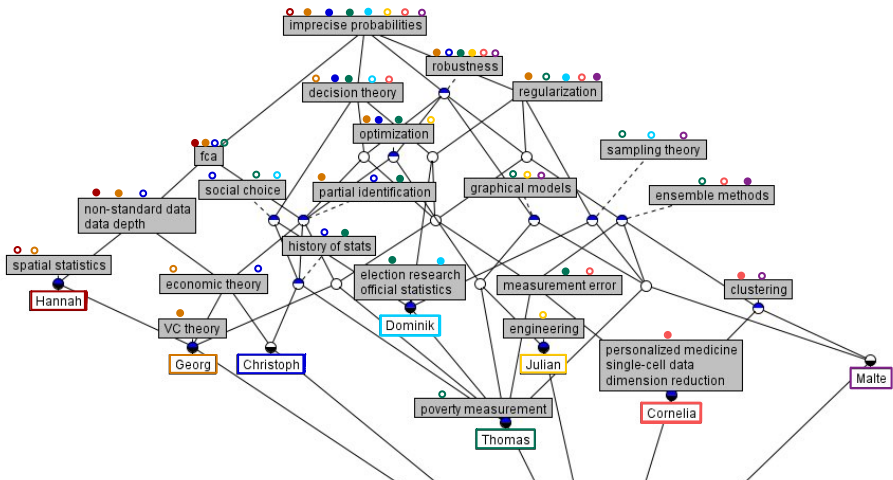 imprecise probabilities
robustness
decision theory
regularization
optimization
sampling theory
fca
social choice
partial identification
graphical models
ensemble methods
non-standard data
data depth
history of stats
spatial statistics
economic theory
election research
official statistics
measurement error
clustering
Hannah
VC theory
Dominik
engineering
personalized medicine
single-cell data
dimension reduction
Georg
Christoph
Julian
Malte
poverty measurement
Cornelia
Thomas